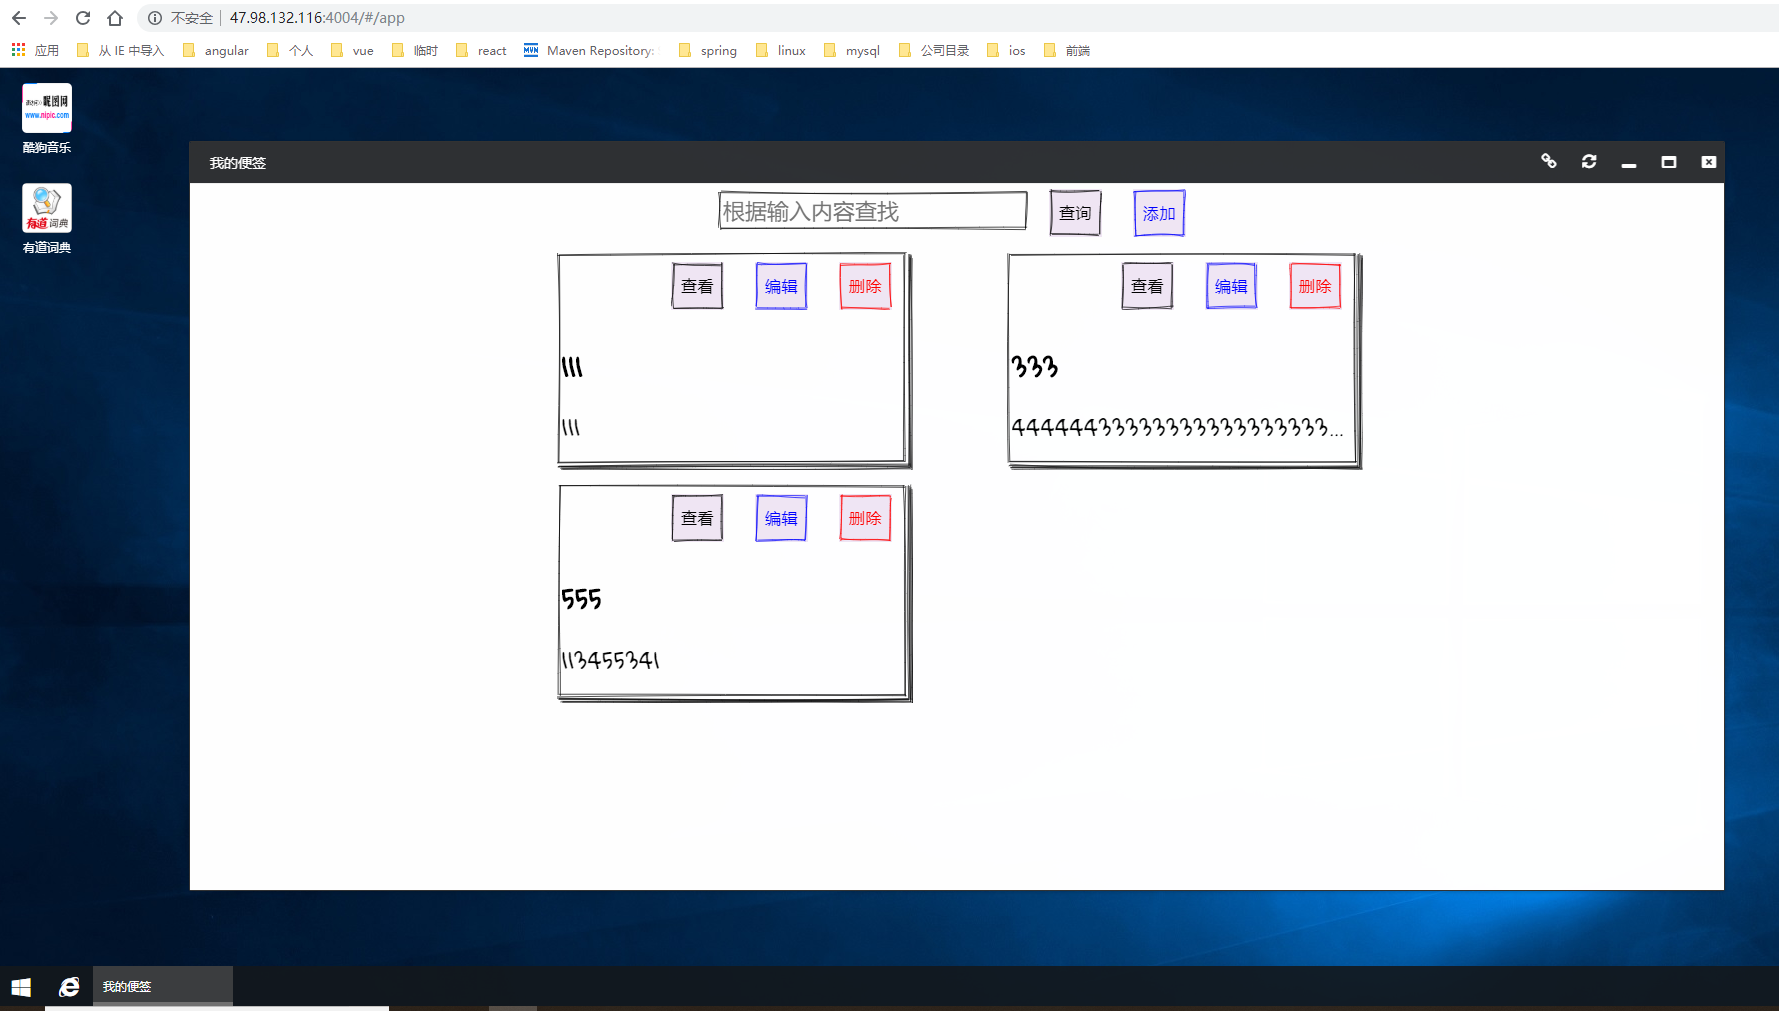 不安全 47.98.132.116:4004/#/app
应用 从 IE 中导入 angular 个人 vue 临时 react Maven Repository: spring linux mysql 公司目录 ios 前端
昵图网
www.nipic.com
酷狗音乐
有道词典
有道词典
我的便签
根据输入内容查找 查询 添加
查看 编辑 删除
111
111
查看 编辑 删除
333
44444433333333333333333...
查看 编辑 删除
555
113455341
我的便签